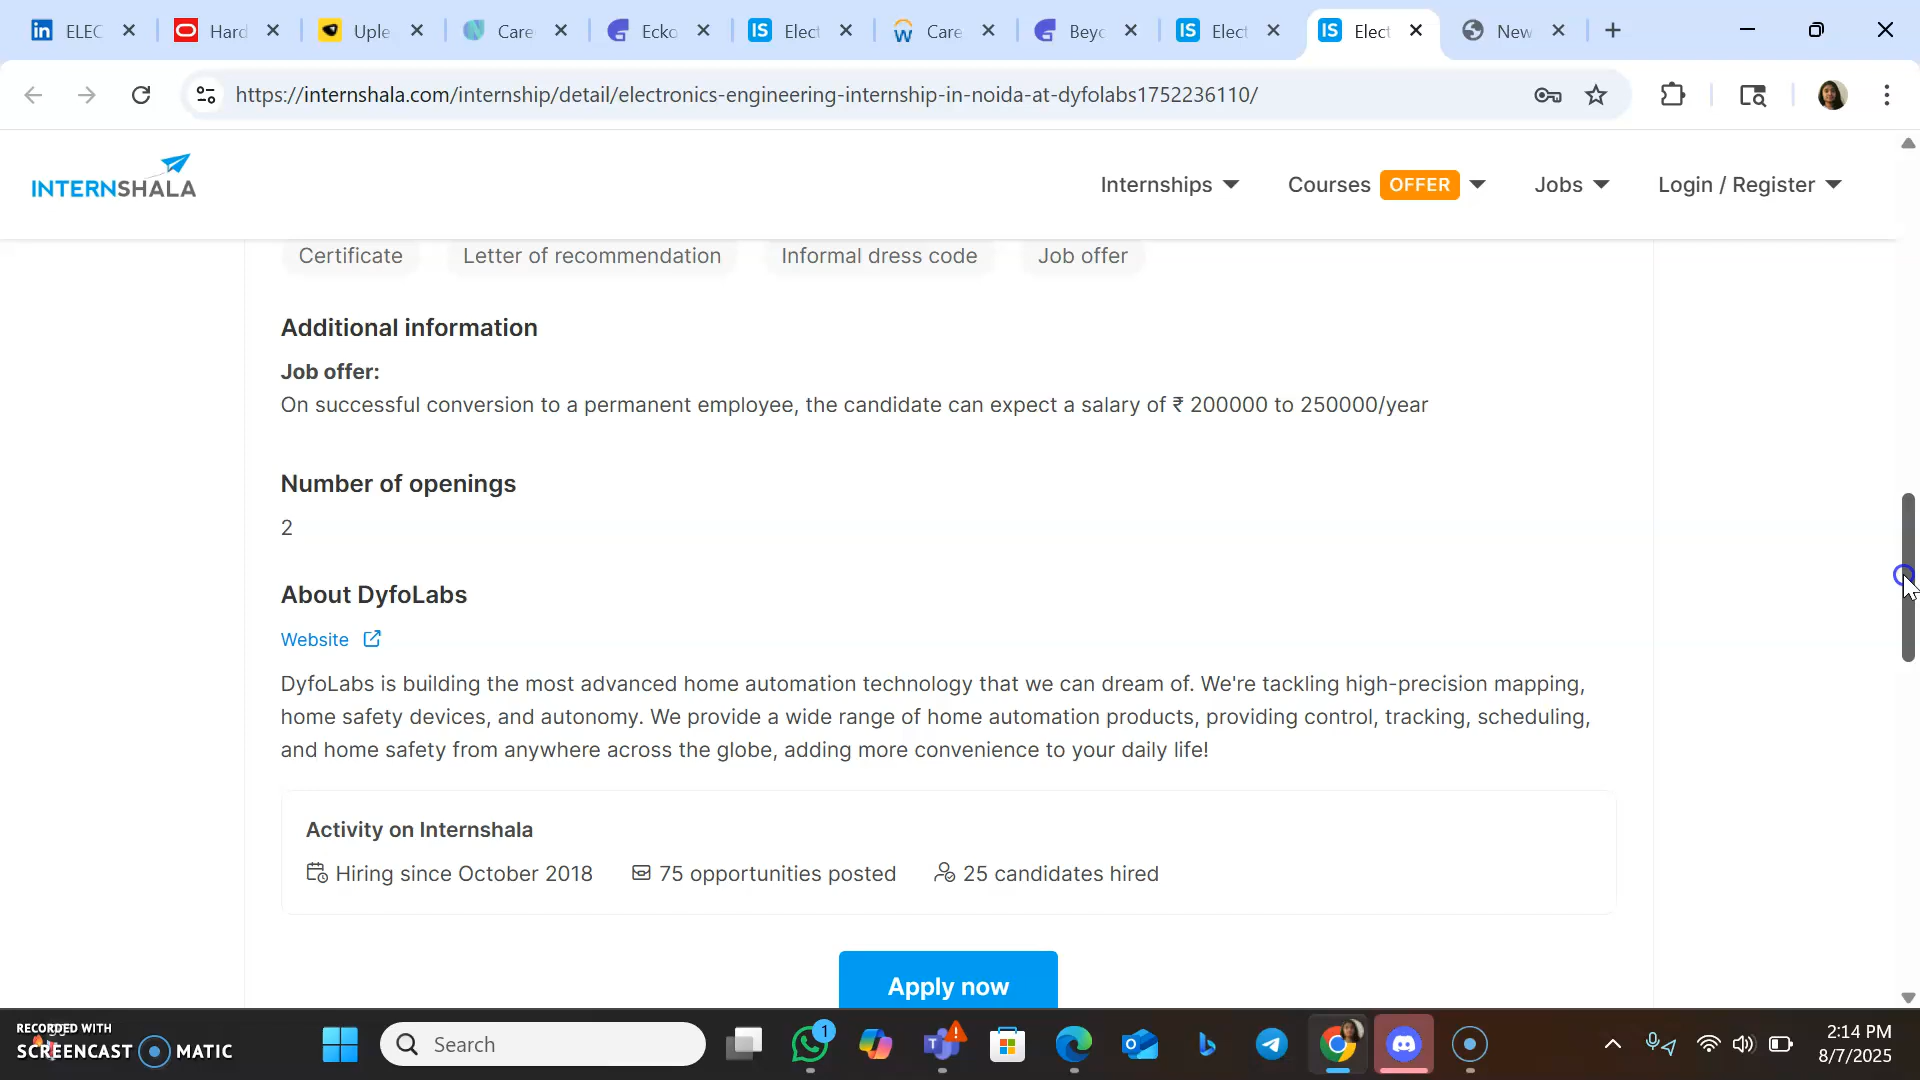 ELEC
Hard
Uple
Care
Ecko
IS Elect
Care
Beyo
IS Elect
IS Elect
New
https://internshala.com/internship/detail/electronics-engineering-internship-in-noida-at-dyfolabs1752236110/
INTERNSHALA
Internships
Courses OFFER
Jobs
Login / Register
Certificate
Letter of recommendation
Informal dress code
Job offer
Additional information
Job offer:
On successful conversion to a permanent employee, the candidate can expect a salary of ₹ 200000 to 250000/year
Number of openings
2
About DyfoLabs
Website
DyfoLabs is building the most advanced home automation technology that we can dream of. We're tackling high-precision mapping,
home safety devices, and autonomy. We provide a wide range of home automation products, providing control, tracking, scheduling,
and home safety from anywhere across the globe, adding more convenience to your daily life!
Activity on Internshala
Hiring since October 2018
75 opportunities posted
25 candidates hired
Apply now
RECORDED WITH
SCREENCAST MATIC
Search
1
2:14 PM
8/7/2025